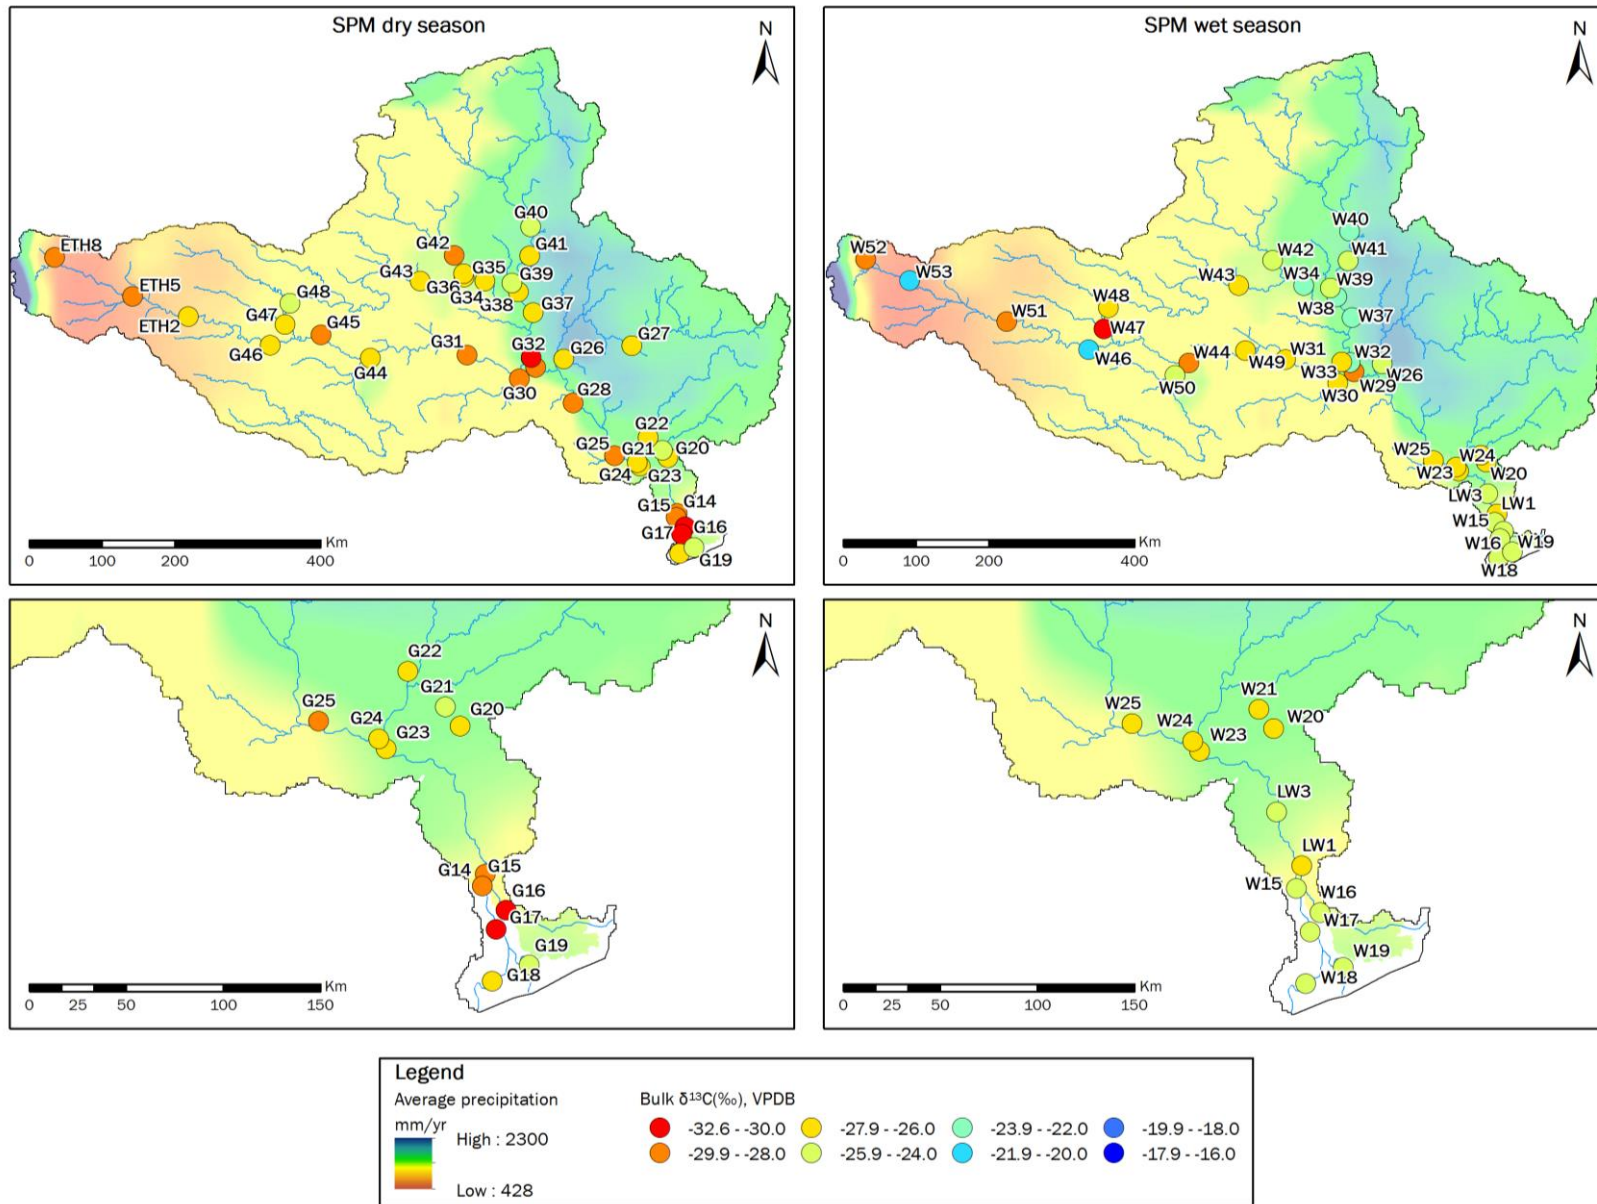 SPM dry season
N
G40
G42
G41
ETH8
G43
G35
G39
G36
G34
G38
ETH5
G48
G37
ETH2
G47
G45
G27
G31
G32
G26
G46
G44
G30
G28
G22
G25
G21
G20
G24
G23
G15
G14
G16
G17
G19
Km
0 100 200 400
SPM wet season
N
W40
W42
W41
W52
W53
W43
W34
W39
W38
W48
W37
W51
W47
W46
W44
W31
W32
W49
W33
W26
W50
W29
W30
W25
W24
W23
W20
LW3
LW1
W15
W16
W19
W18
Km
0 100 200 400
N
G22
G21
G25
G24
G20
G23
G14
G15
G16
G17
G19
G18
Km
0 25 50 100 150
N
W21
W25
W24
W20
W23
LW3
LW1
W15
W16
W17
W19
W18
Km
0 25 50 100 150
Legend
Average precipitation
mm/yr
High : 2300
Low : 428
Bulk δ¹³C(‰), VPDB
-32.6 - -30.0
-27.9 - -26.0
-23.9 - -22.0
-19.9 - -18.0
-29.9 - -28.0
-25.9 - -24.0
-21.9 - -20.0
-17.9 - -16.0